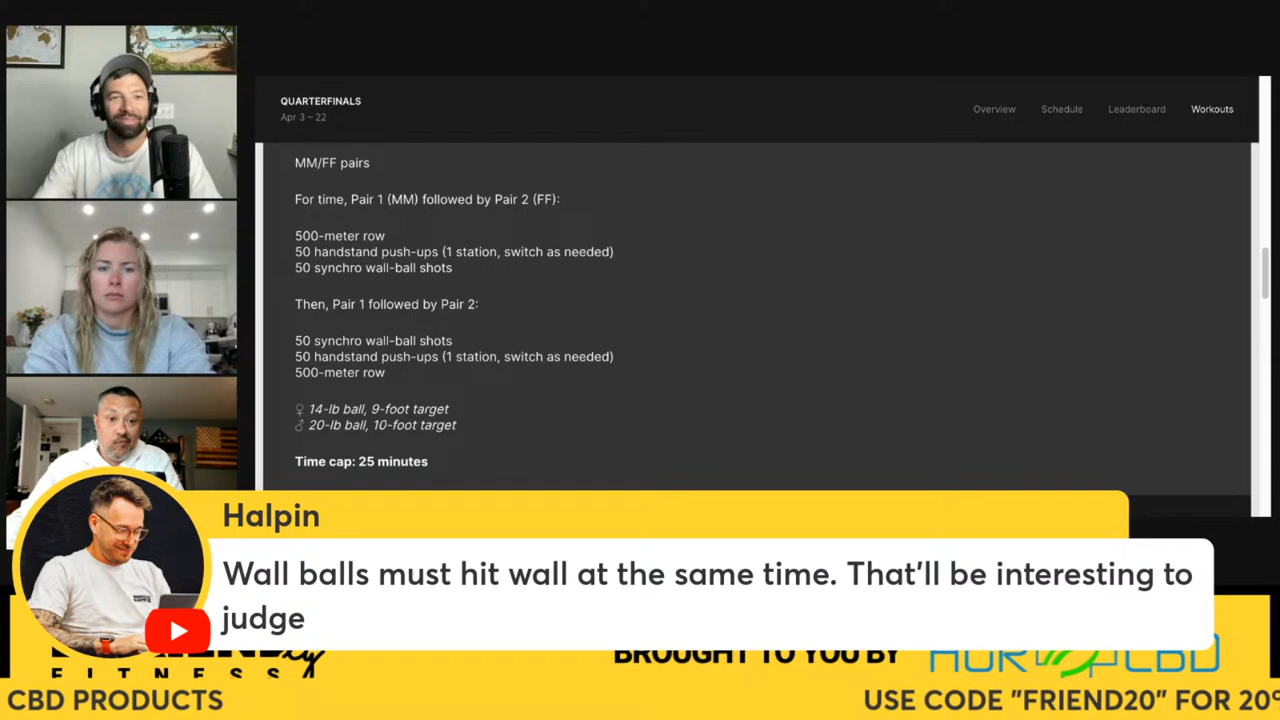 QUARTERFINALS
Apr 3 – 22
Overview Schedule Leaderboard Workouts
MM/FF pairs
For time, Pair 1 (MM) followed by Pair 2 (FF):
500-meter row
50 handstand push-ups (1 station, switch as needed)
50 synchro wall-ball shots
Then, Pair 1 followed by Pair 2:
50 synchro wall-ball shots
50 handstand push-ups (1 station, switch as needed)
500-meter row
♀ 14-lb ball, 9-foot target
♂ 20-lb ball, 10-foot target
Time cap: 25 minutes
Halpin
Wall balls must hit wall at the same time. That'll be interesting to
judge
FITNESS
BROUGHT TO YOU BY
CBD
CBD PRODUCTS
USE CODE "FRIEND20" FOR 20%